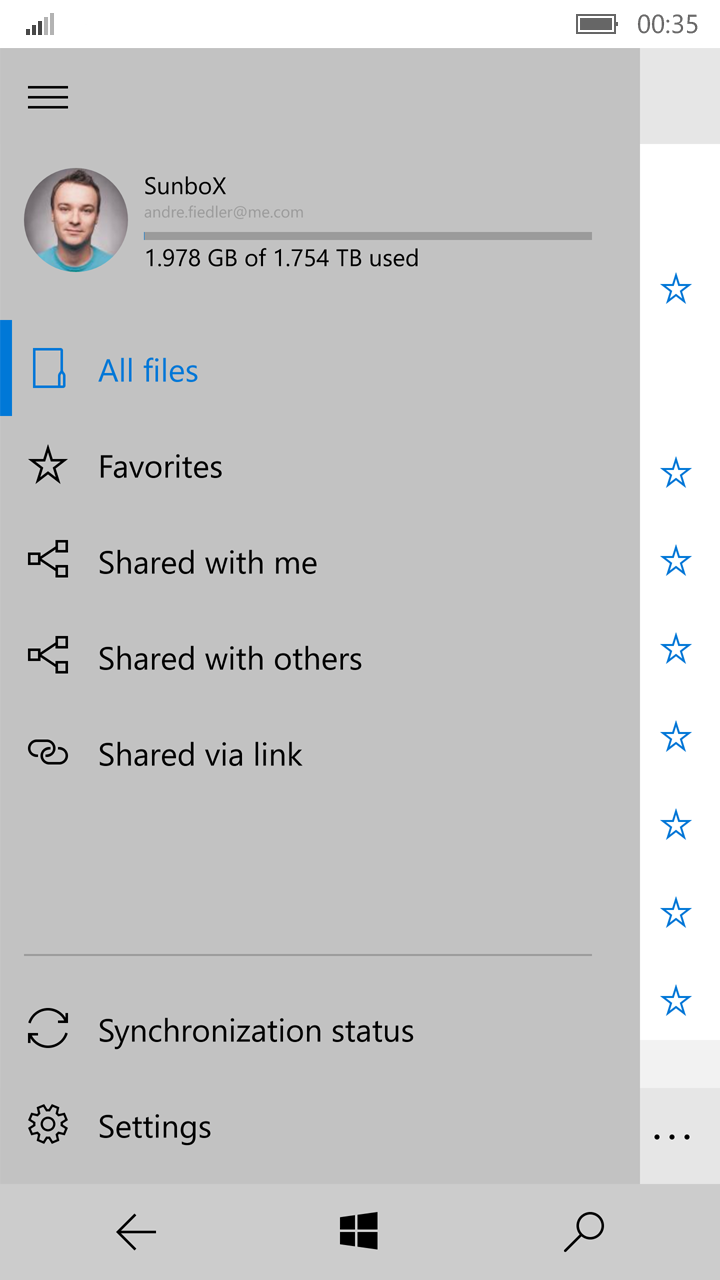 00:35
SunboX
andre.fiedler@me.com
1.978 GB of 1.754 TB used
All files
Favorites
Shared with me
Shared with others
Shared via link
Synchronization status
Settings